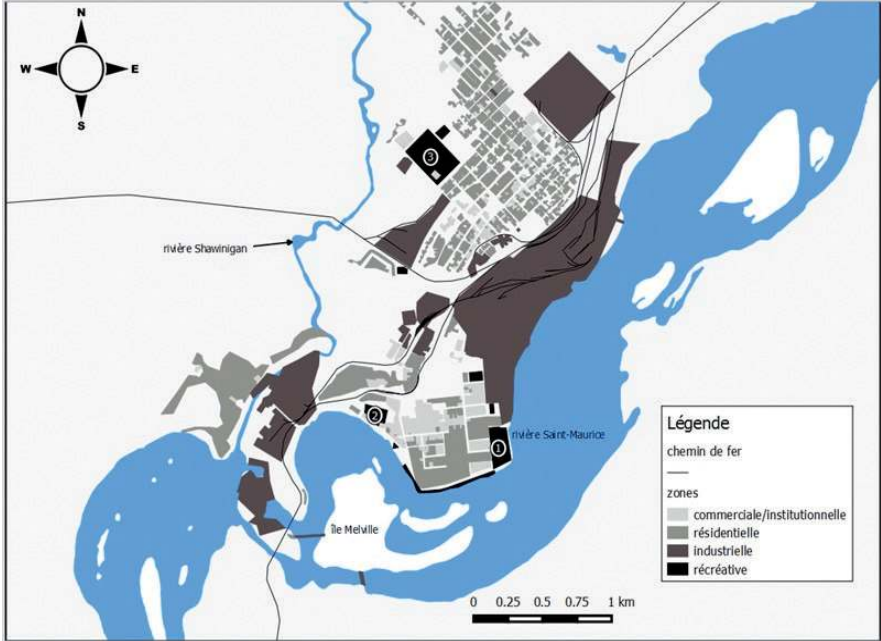 N
W E
S
3
rivière Shawinigan
2
1
rivière Saint-Maurice
île Melville
Légende
chemin de fer
zones
commerciale/institutionnelle
résidentielle
industrielle
récréative
0 0.25 0.5 0.75 1 km